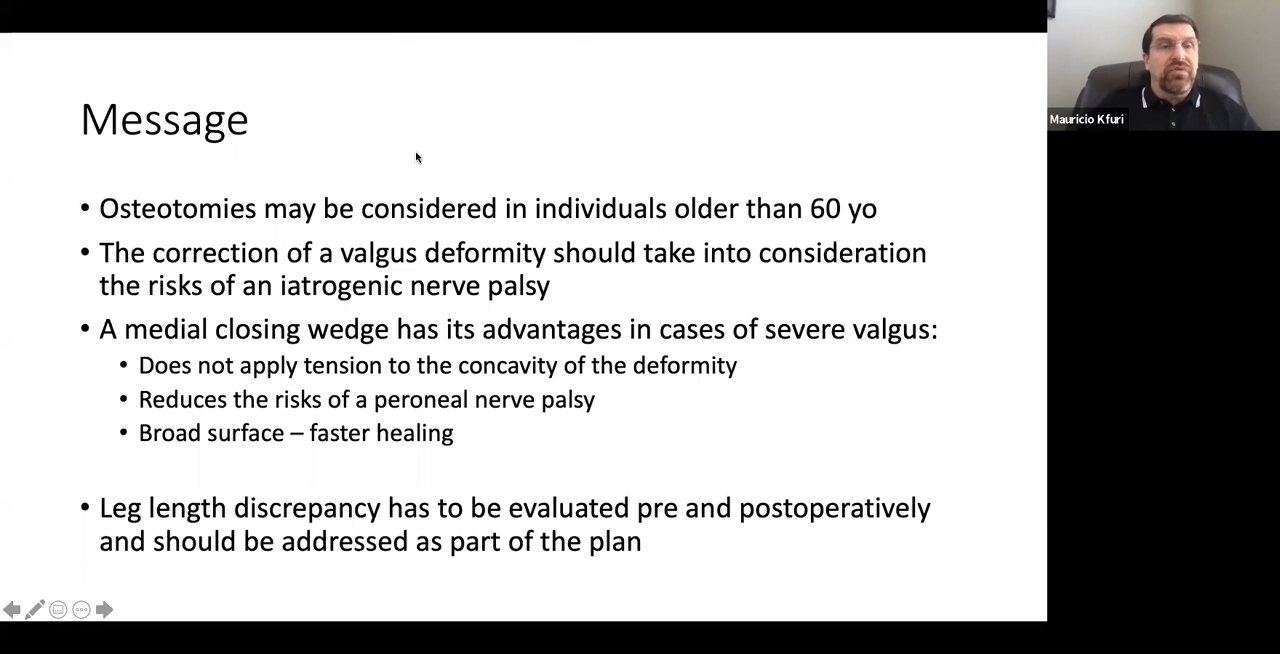 Message
• Osteotomies may be considered in individuals older than 60 yo
• The correction of a valgus deformity should take into consideration
the risks of an iatrogenic nerve palsy
• A medial closing wedge has its advantages in cases of severe valgus:
• Does not apply tension to the concavity of the deformity
• Reduces the risks of a peroneal nerve palsy
• Broad surface – faster healing
• Leg length discrepancy has to be evaluated pre and postoperatively
and should be addressed as part of the plan
Mauricio Kfuri